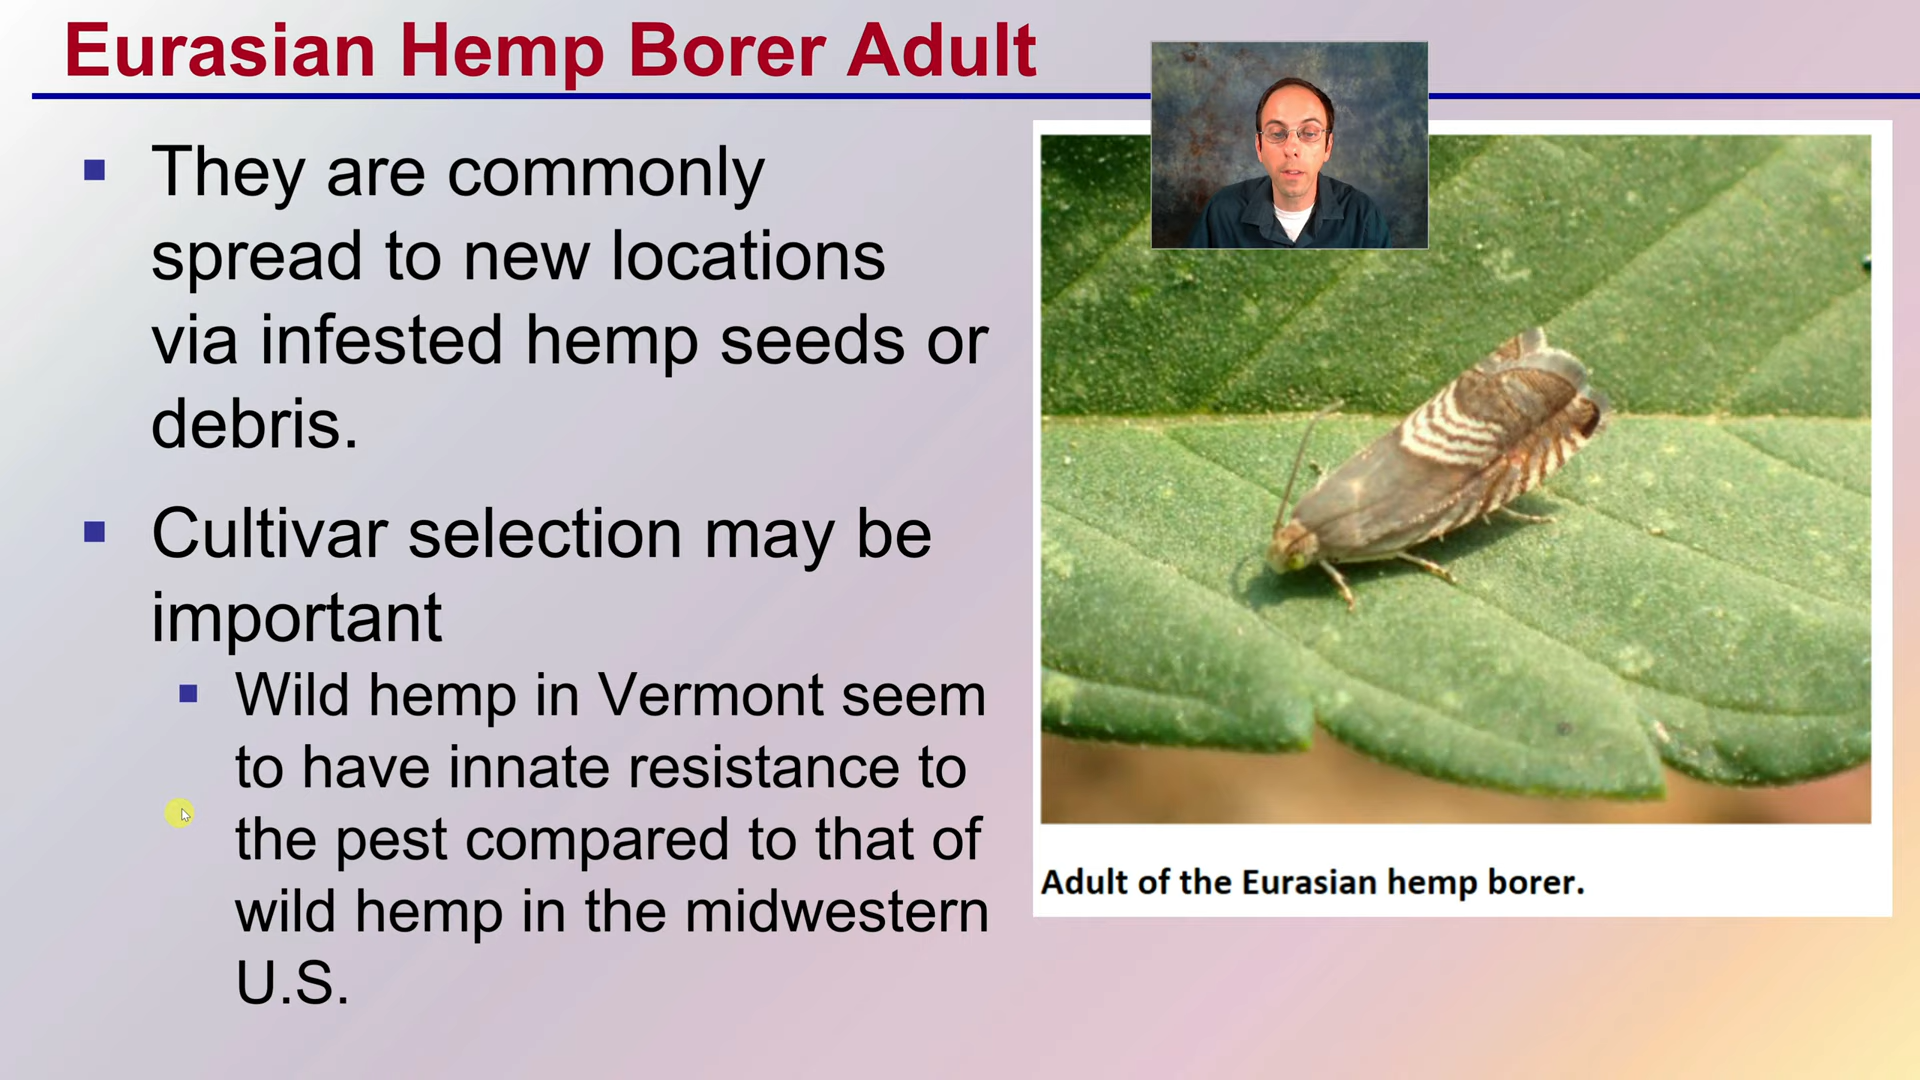 Eurasian Hemp Borer Adult
They are commonly
spread to new locations
via infested hemp seeds or
debris.
Cultivar selection may be
important
Wild hemp in Vermont seem
to have innate resistance to
the pest compared to that of
wild hemp in the midwestern
U.S.
Adult of the Eurasian hemp borer.